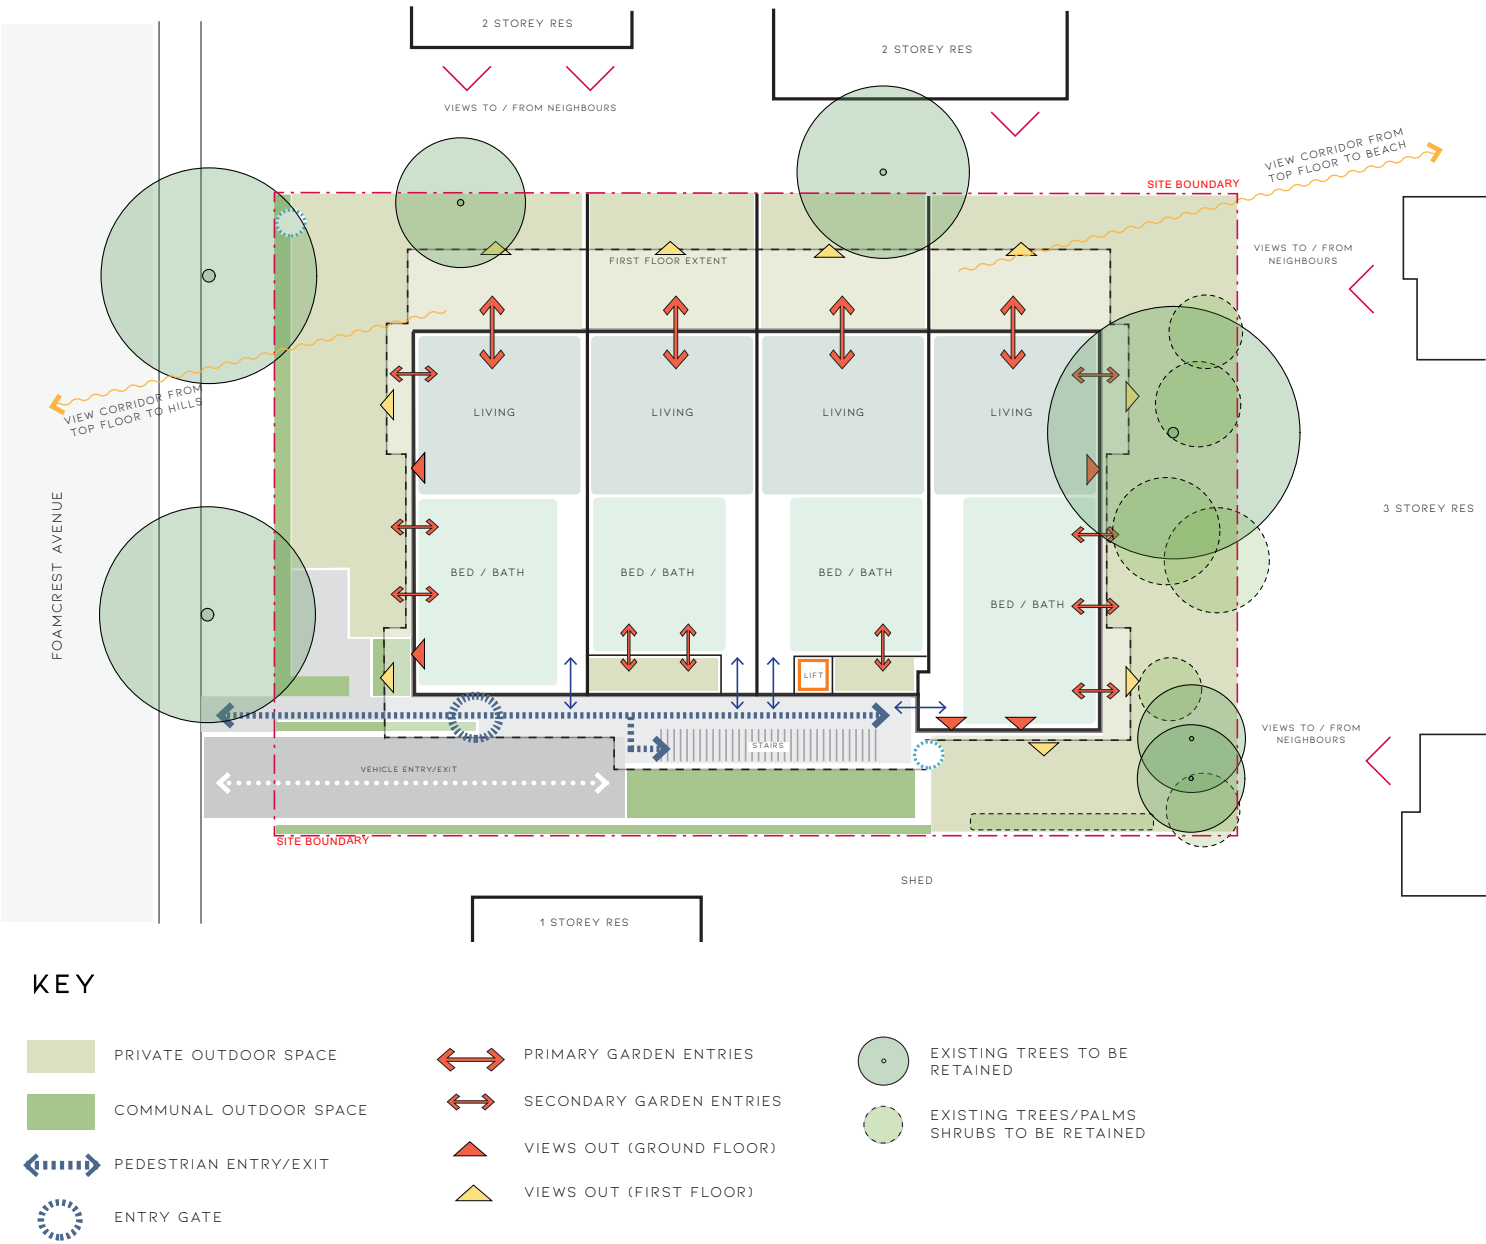 2 STOREY RES
2 STOREY RES
VIEWS TO / FROM NEIGHBOURS
VIEW CORRIDOR FROM
TOP FLOOR TO BEACH
SITE BOUNDARY
VIEWS TO / FROM
NEIGHBOURS
FIRST FLOOR EXTENT
VIEW CORRIDOR FROM
TOP FLOOR TO HILLS
LIVING
LIVING
LIVING
LIVING
FOAMCREST AVENUE
3 STOREY RES
BED / BATH
BED / BATH
BED / BATH
BED / BATH
LIFT
STAIRS
VIEWS TO / FROM
NEIGHBOURS
VEHICLE ENTRY/EXIT
SITE BOUNDARY
SHED
1 STOREY RES
KEY
PRIVATE OUTDOOR SPACE
COMMUNAL OUTDOOR SPACE
PEDESTRIAN ENTRY/EXIT
ENTRY GATE
PRIMARY GARDEN ENTRIES
SECONDARY GARDEN ENTRIES
VIEWS OUT (GROUND FLOOR)
VIEWS OUT (FIRST FLOOR)
EXISTING TREES TO BE
RETAINED
EXISTING TREES/PALMS
SHRUBS TO BE RETAINED